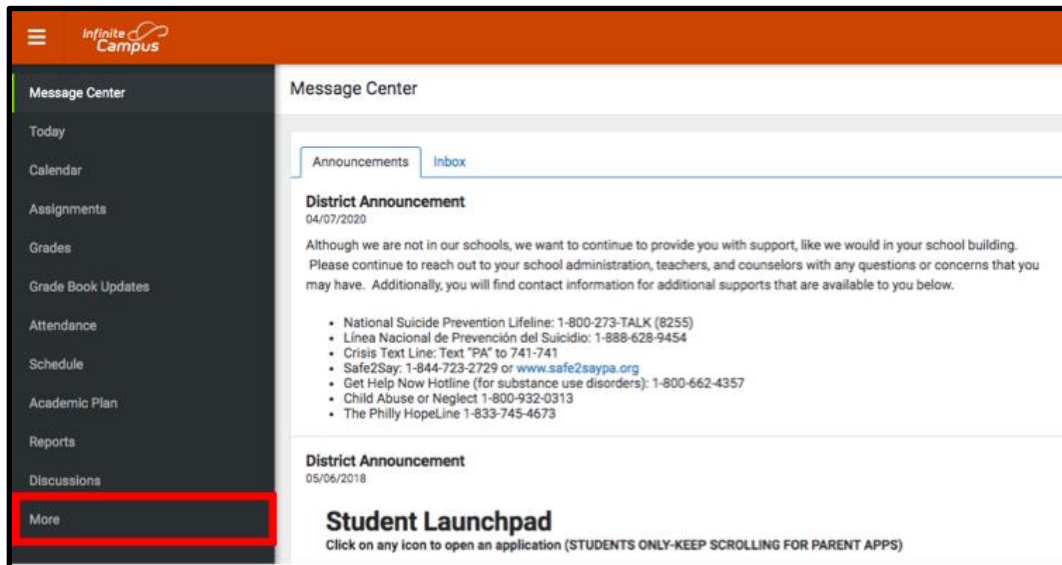 Infinite
Campus
Message Center
Today
Calendar
Assignments
Grades
Grade Book Updates
Attendance
Schedule
Academic Plan
Reports
Discussions
More
Message Center
Announcements Inbox
District Announcement
04/07/2020
Although we are not in our schools, we want to continue to provide you with support, like we would in your school building.
Please continue to reach out to your school administration, teachers, and counselors with any questions or concerns that you
may have. Additionally, you will find contact information for additional supports that are available to you below.
• National Suicide Prevention Lifeline: 1-800-273-TALK (8255)
• Línea Nacional de Prevención del Suicidio: 1-888-628-9454
• Crisis Text Line: Text "PA" to 741-741
• Safe2Say: 1-844-723-2729 or www.safe2saypa.org
• Get Help Now Hotline (for substance use disorders): 1-800-662-4357
• Child Abuse or Neglect 1-800-932-0313
• The Philly HopeLine 1-833-745-4673
District Announcement
05/06/2018
Student Launchpad
Click on any icon to open an application (STUDENTS ONLY-KEEP SCROLLING FOR PARENT APPS)